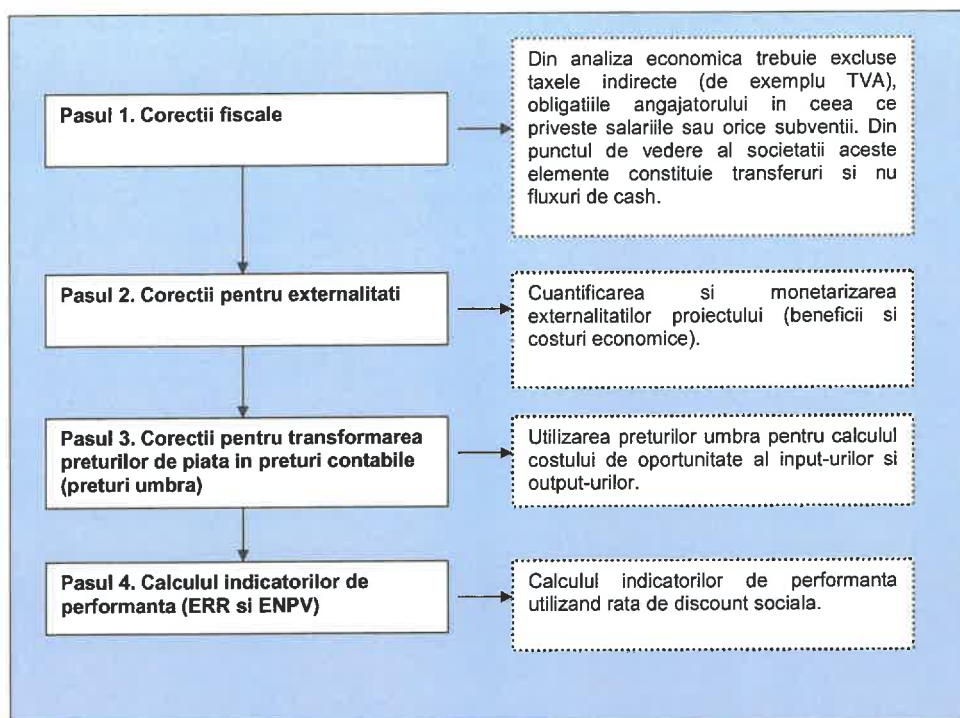 Pasul 1. Corectii fiscale
Din analiza economica trebuie excluse
taxele indirecte (de exemplu TVA),
obligatiile angajatorului in ceea ce
priveste salariile sau orice subventii. Din
punctul de vedere al societatii aceste
elemente constituie transferuri si nu
fluxuri de cash.
Pasul 2. Corectii pentru externalitati
Cuantificarea si monetarizarea
externalitatilor proiectului (beneficii si
costuri economice).
Pasul 3. Corectii pentru transformarea
preturilor de piata in preturi contabile
(preturi umbra)
Utilizarea preturilor umbra pentru calculul
costului de oportunitate al input-urilor si
output-urilor.
Pasul 4. Calculul indicatorilor de
performanta (ERR si ENPV)
Calculul indicatorilor de performanta
utilizand rata de discount sociala.